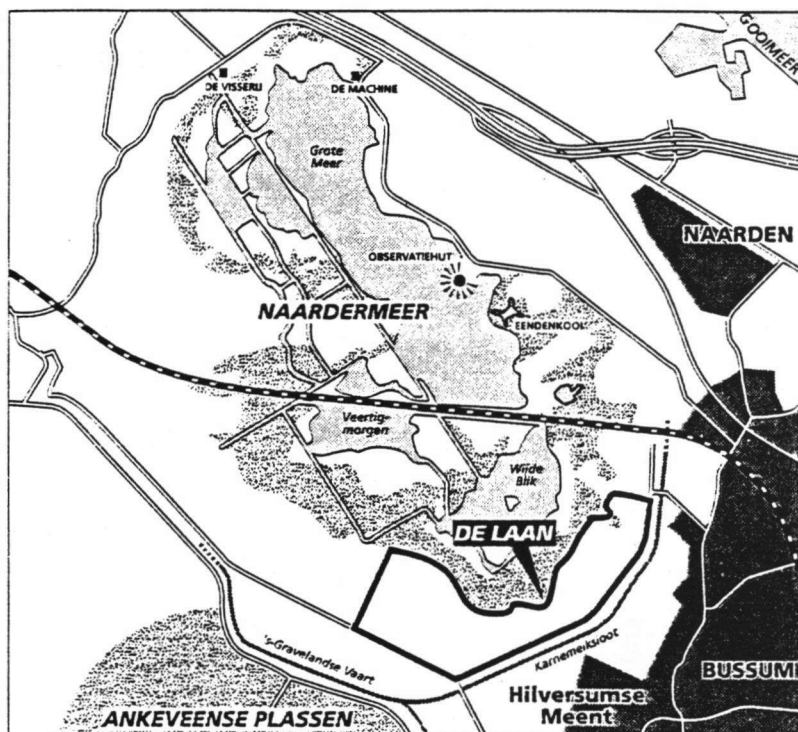 GOOIMEER
DE VISSERIJ
DE MACHINE
Grote
Meer
NAARDEN
OBSERVATIEHUT
NAARDERMEER
EENDENKOOI
Veertig-
morgen
Wijde
Blik
DE LAAN
's-Gravelandse Vaart
Karnemelksloot
BUSSUM
Hilversumse
Meent
ANKEVEENSE PLASSEN